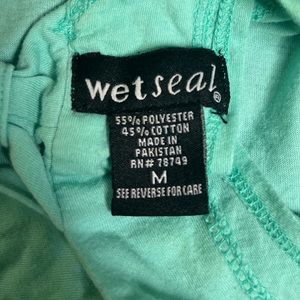 wetseal®
55% POLYESTER
45% COTTON
MADE IN
PAKISTAN
RN# 78749
M
SEE REVERSE FOR CARE